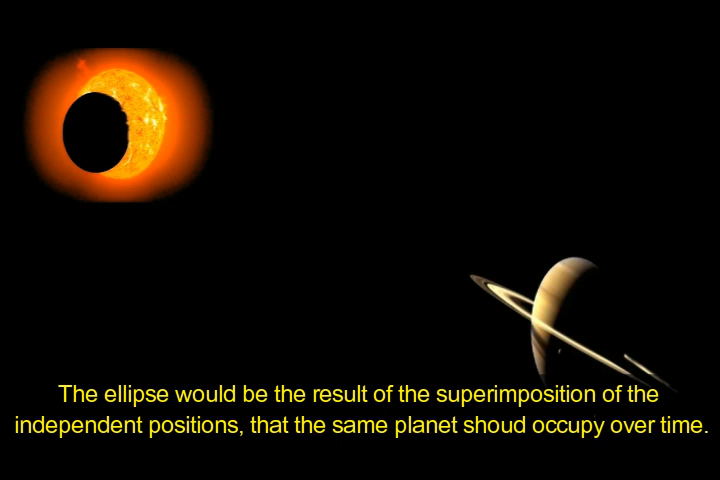 The ellipse would be the result of the superimposition of the
independent positions, that the same planet shoud occupy over time.